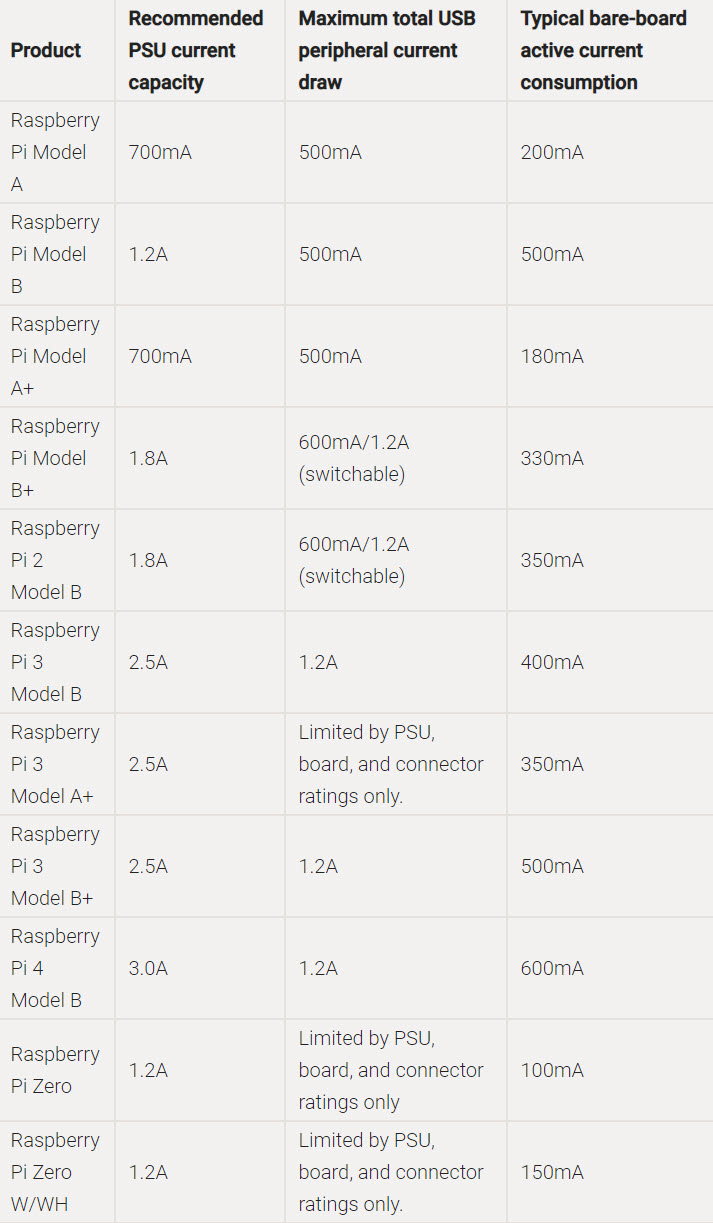 Product
Recommended
PSU current
capacity
Maximum total USB
peripheral current
draw
Typical bare-board
active current
consumption
Raspberry
Pi Model
A
700mA
500mA
200mA
Raspberry
Pi Model
B
1.2A
500mA
500mA
Raspberry
Pi Model
A+
700mA
500mA
180mA
Raspberry
Pi Model
B+
1.8A
600mA/1.2A
(switchable)
330mA
Raspberry
Pi 2
Model B
1.8A
600mA/1.2A
(switchable)
350mA
Raspberry
Pi 3
Model B
2.5A
1.2A
400mA
Raspberry
Pi 3
Model A+
2.5A
Limited by PSU,
board, and connector
ratings only.
350mA
Raspberry
Pi 3
Model B+
2.5A
1.2A
500mA
Raspberry
Pi 4
Model B
3.0A
1.2A
600mA
Raspberry
Pi Zero
1.2A
Limited by PSU,
board, and connector
ratings only
100mA
Raspberry
Pi Zero
W/WH
1.2A
Limited by PSU,
board, and connector
ratings only.
150mA